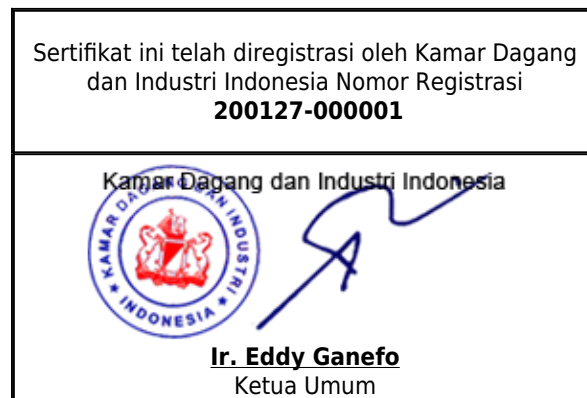 Sertifikat ini telah diregistrasi oleh Kamar Dagang
dan Industri Indonesia Nomor Registrasi
200127-000001
Kamar Dagang dan Industri Indonesia
KAMAR DAGANG DAN INDUSTRI
INDONESIA
Ir. Eddy Ganefo
Ketua Umum